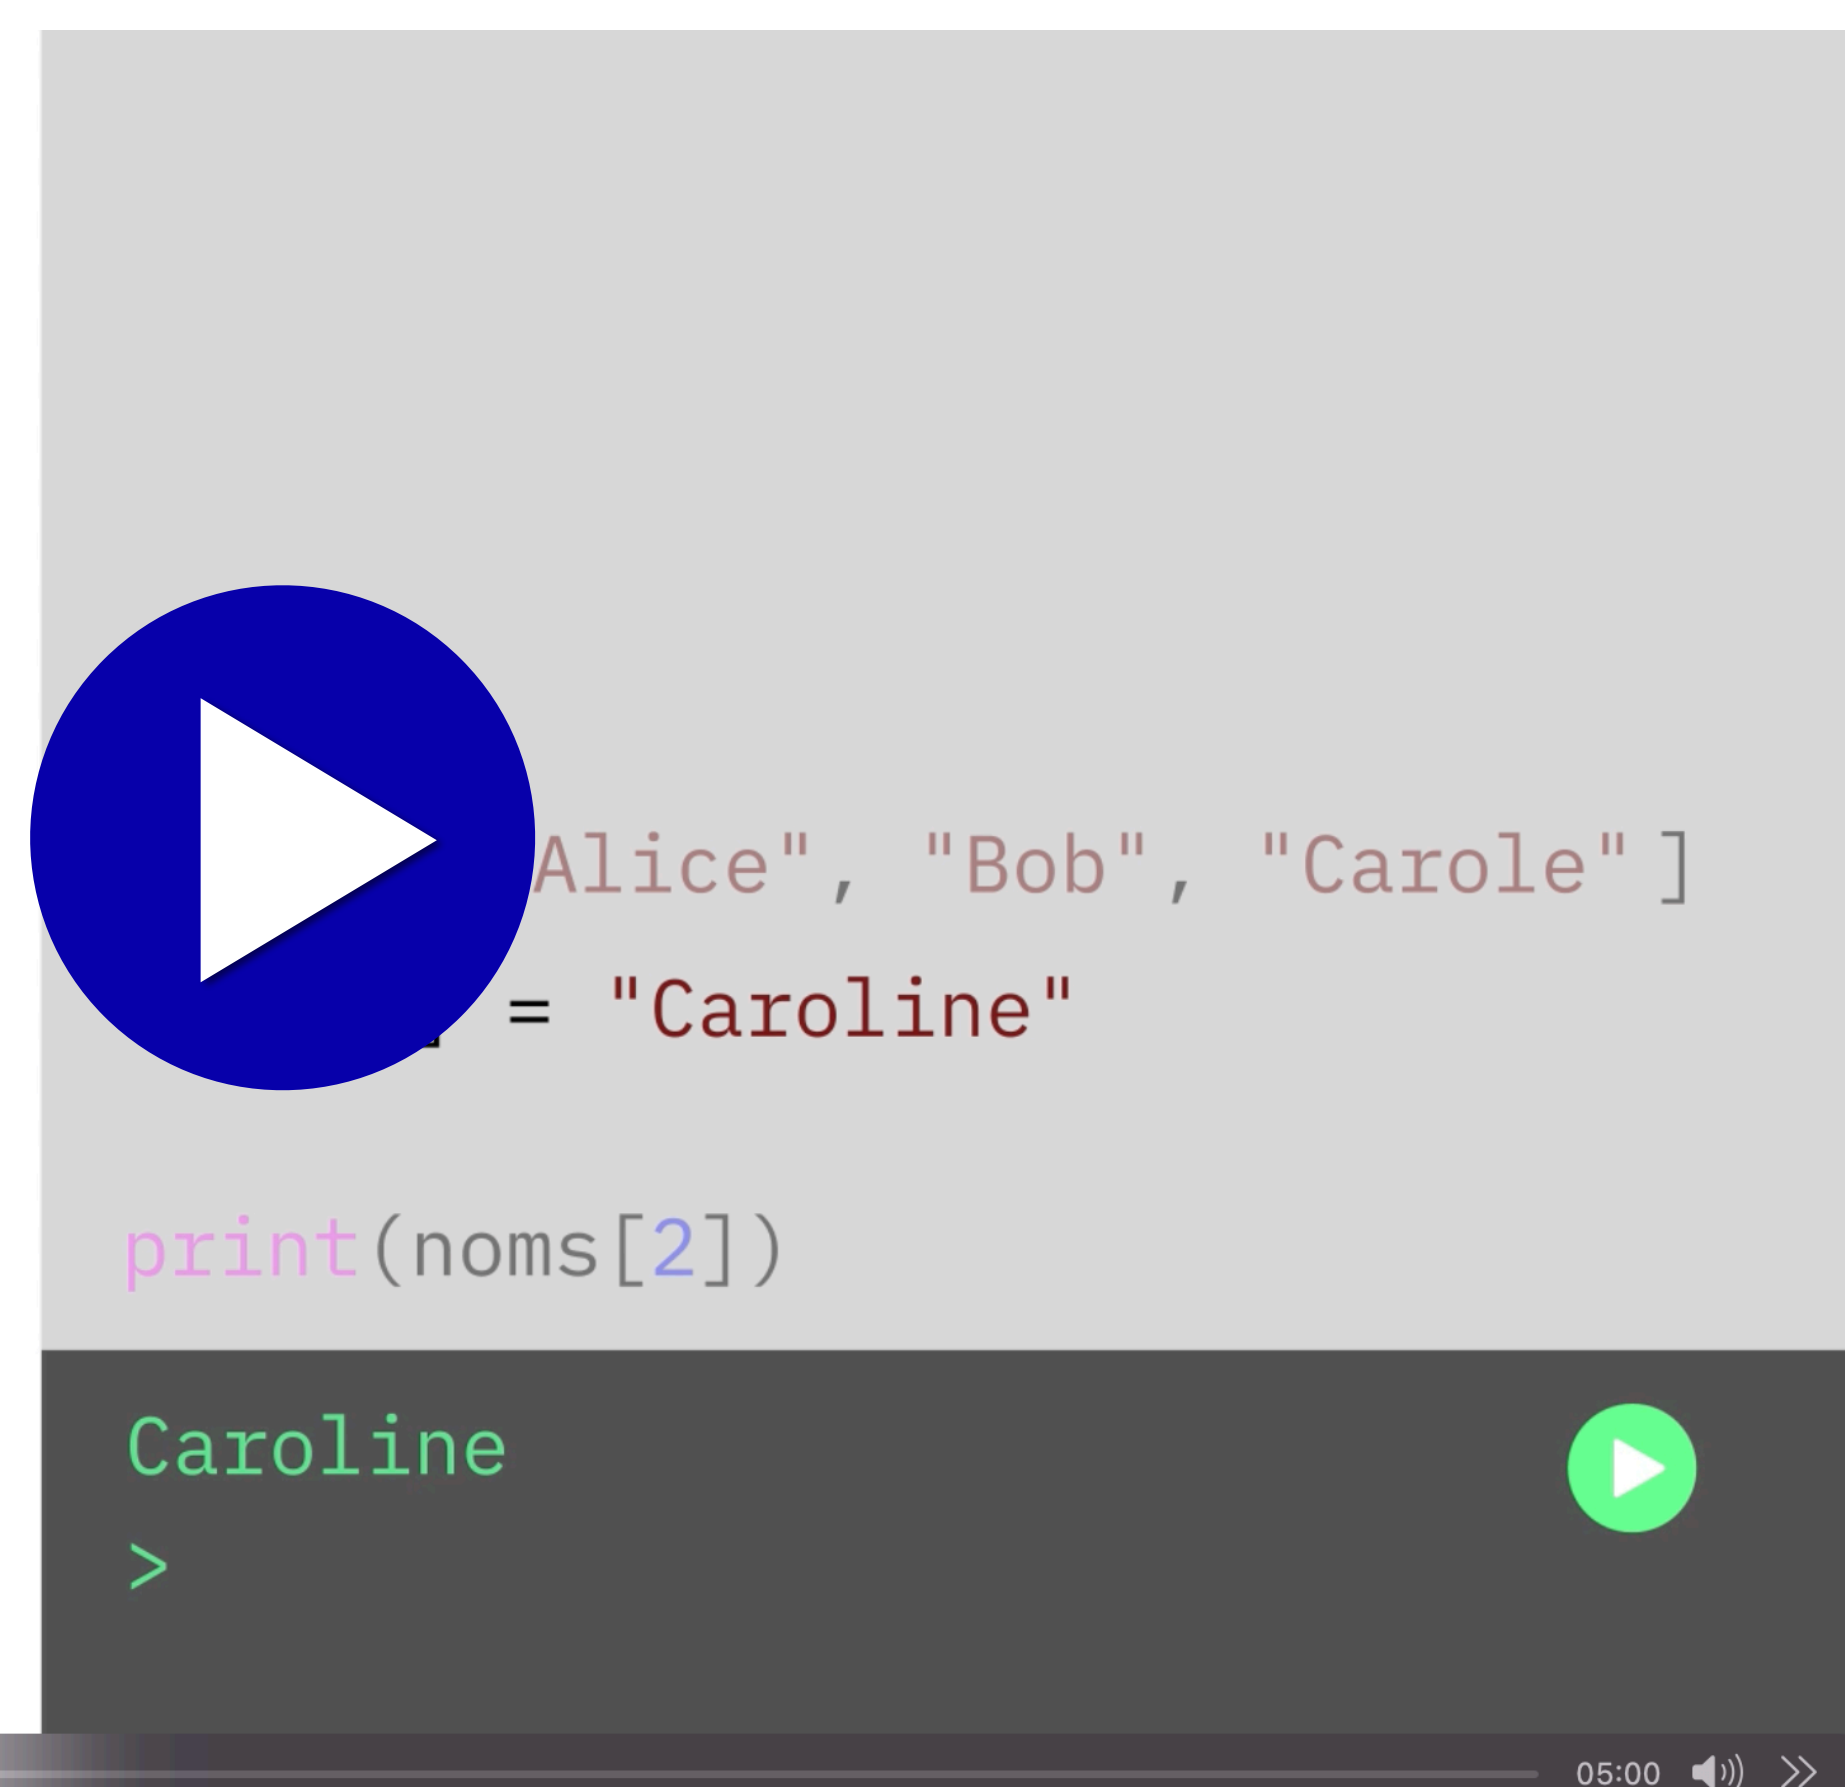 Alice", "Bob", "Carole"]
= "Caroline"
print(noms[2])
Caroline
>
05:00